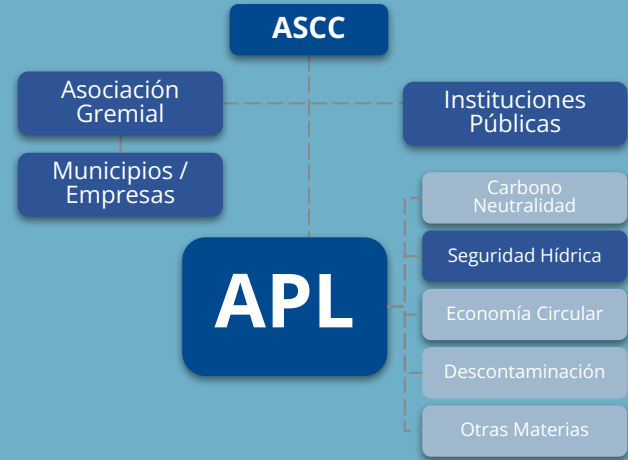 ASCC
Asociación
Gremial
Instituciones
Públicas
Municipios /
Empresas
Carbono
Neutralidad
Seguridad Hídrica
APL
Economía Circular
Descontaminación
Otras Materias